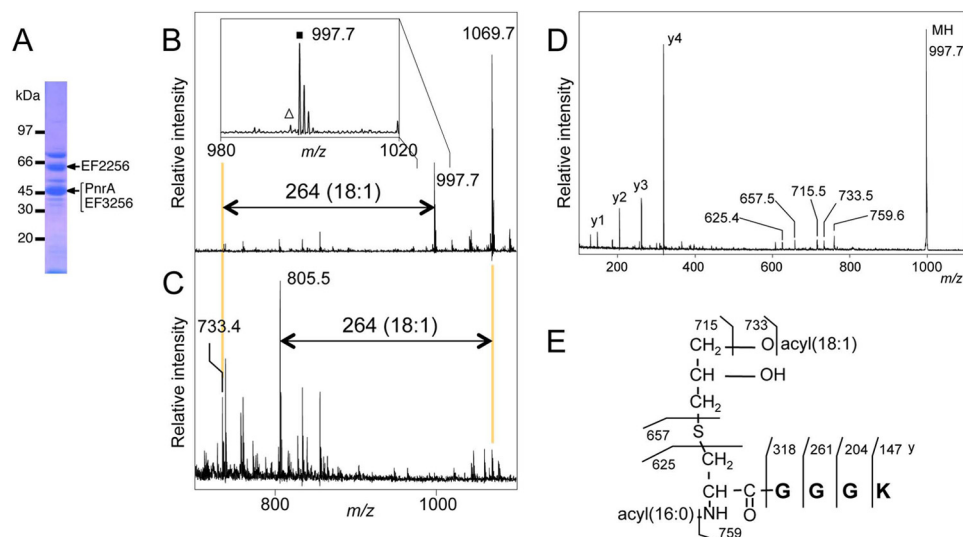 A
kDa
97
66
45
29
20
EF2256
PnrA
EF3256
B
Relative intensity
997.7
980
m/z
1020
1069.7
997.7
264 (18:1)
C
Relative intensity
733.4
805.5
264 (18:1)
800
1000
m/z
D
Relative intensity
y1
y2
y3
y4
625.4
657.5
715.5
733.5
759.6
MH
997.7
200
400
600
800
1000
m/z
E
715
733
CH2
O
acyl(18:1)
CH
OH
CH2
657
S
625
CH2
318
261
204
147 y
CH
C
G G G K
O
acyl(16:0)
NH
759